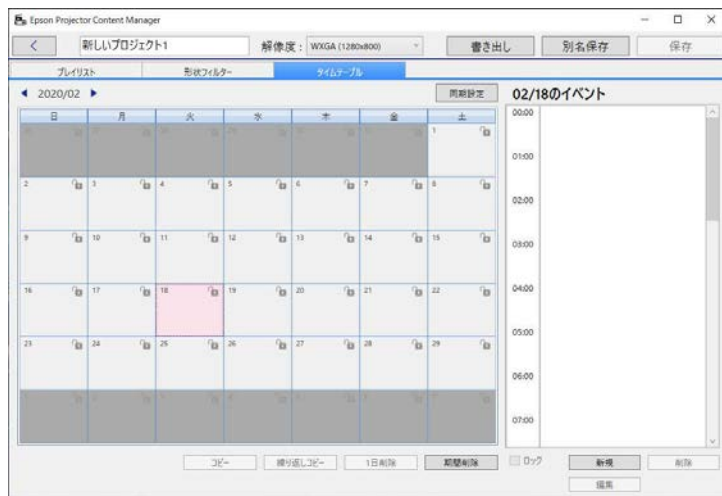 Epson Projector Content Manager
新しいプロジェクト1 解像度： WXGA (1280x800) 書き出し 別名保存 保存
プレイリスト 形状フィルター タイムテーブル
2020/02 同期設定 02/18のイベント
日 月 火 水 木 金 土
00:00
1
01:00
2 3 4 5 6 7 8
02:00
9 10 11 12 13 14 15
03:00
16 17 18 19 20 21 22
04:00
23 24 25 26 27 28 29
05:00
06:00
07:00
コピー 繰り返しコピー 1日削除 期間削除 ロック 新規 削除
編集